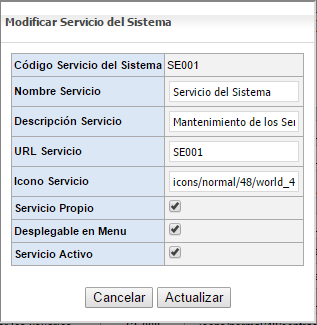 Modificar Servicio del Sistema
Código Servicio del Sistema SE001
Nombre Servicio Servicio del Sistema
Descripción Servicio Mantenimiento de los Ser
URL Servicio SE001
Icono Servicio icons/normal/48/world_4
Servicio Propio
Desplegable en Menu
Servicio Activo
Cancelar Actualizar